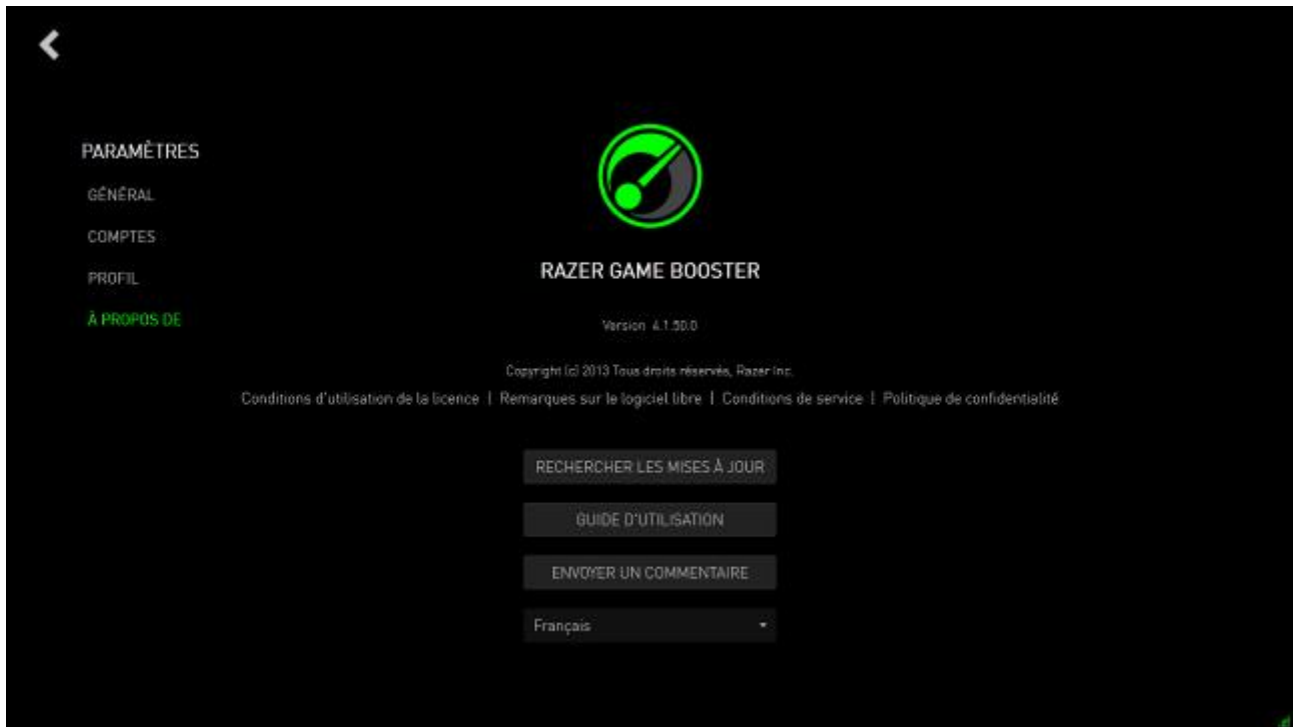 PARAMÈTRES
GÉNÉRAL
COMPTES
PROFIL
À PROPOS DE
RAZER GAME BOOSTER
Version 4.1.50.0
Copyright (c) 2013 Tous droits réservés, Razer Inc.
Conditions d'utilisation de la licence | Remarques sur le logiciel libre | Conditions de service | Politique de confidentialité
RECHERCHER LES MISES À JOUR
GUIDE D'UTILISATION
ENVOYER UN COMMENTAIRE
Français